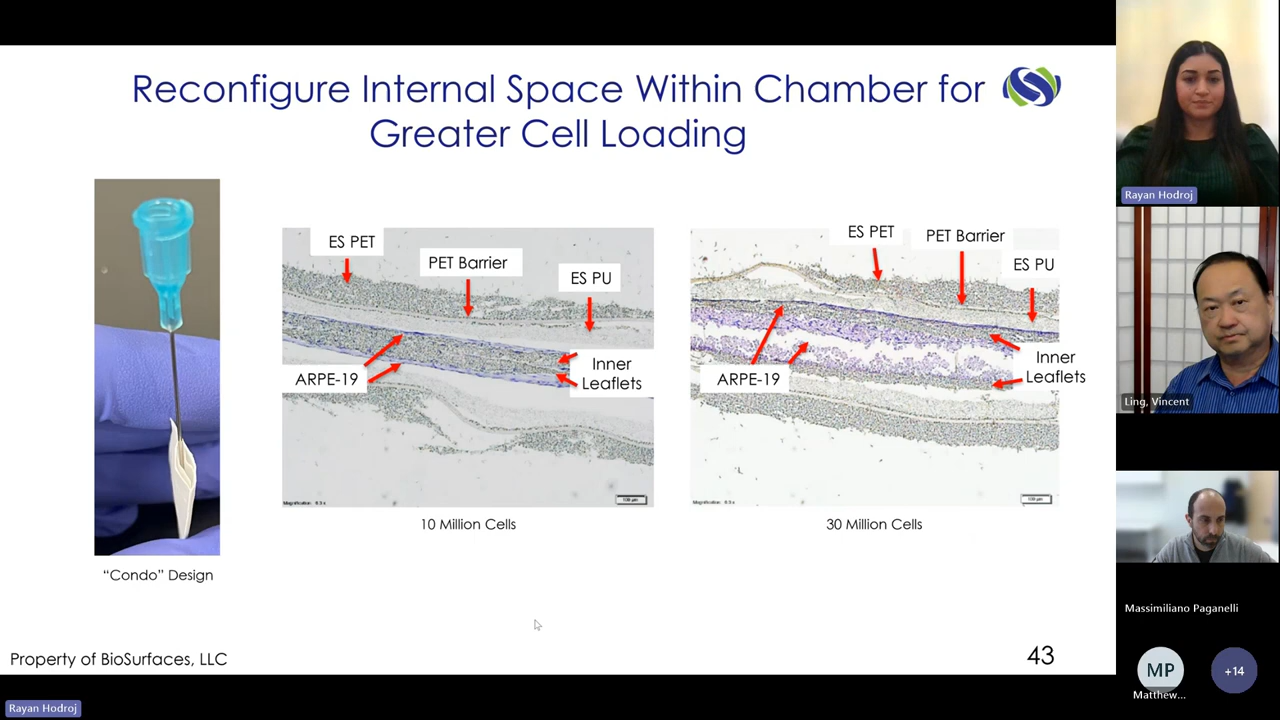 Reconfigure Internal Space Within Chamber for
Greater Cell Loading
ES PET
PET Barrier
ES PU
ARPE-19
Inner
Leaflets
ES PET
PET Barrier
ES PU
ARPE-19
Inner
Leaflets
10 Million Cells
30 Million Cells
“Condo” Design
Property of BioSurfaces, LLC
43
Rayan Hodroj
Rayan Hodroj
Ling, Vincent
Massimiliano Paganelli
MP
Matthew...
+14